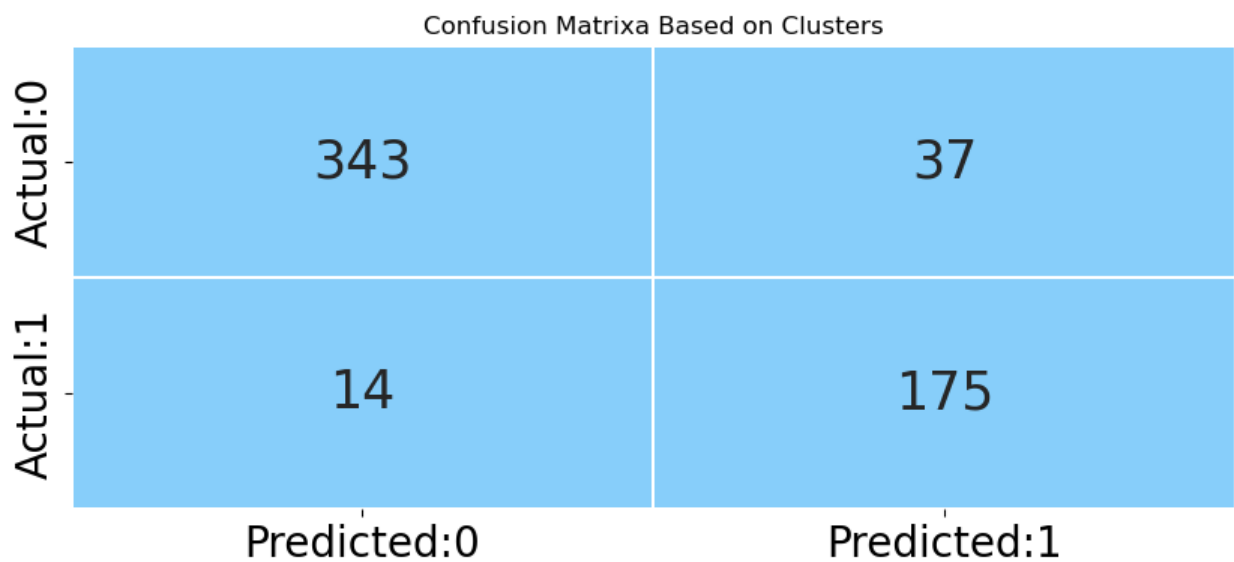 Confusion Matrixa Based on Clusters
Actual:0
343 37
Actual:1
14 175
Predicted:0 Predicted:1